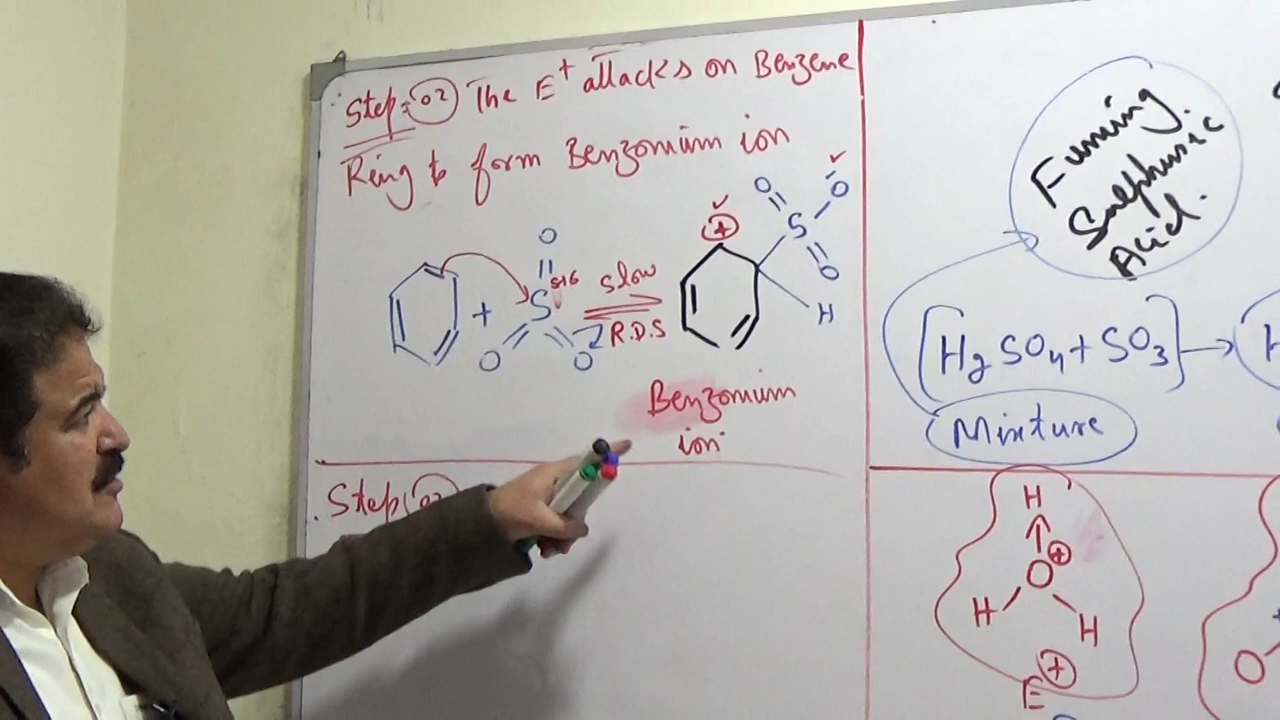 Step: 02 The E+ attacks on Benzene
Ring to form Benzonium ion
O
S S+6
O O
+
slow
R.D.S
+
O O
S
O
H
Benzonium
ion
Step
Fuming
Sulphuric
Acid.
[H2SO4 + SO3] → H
Mixture
H
O +
H H
E+
O